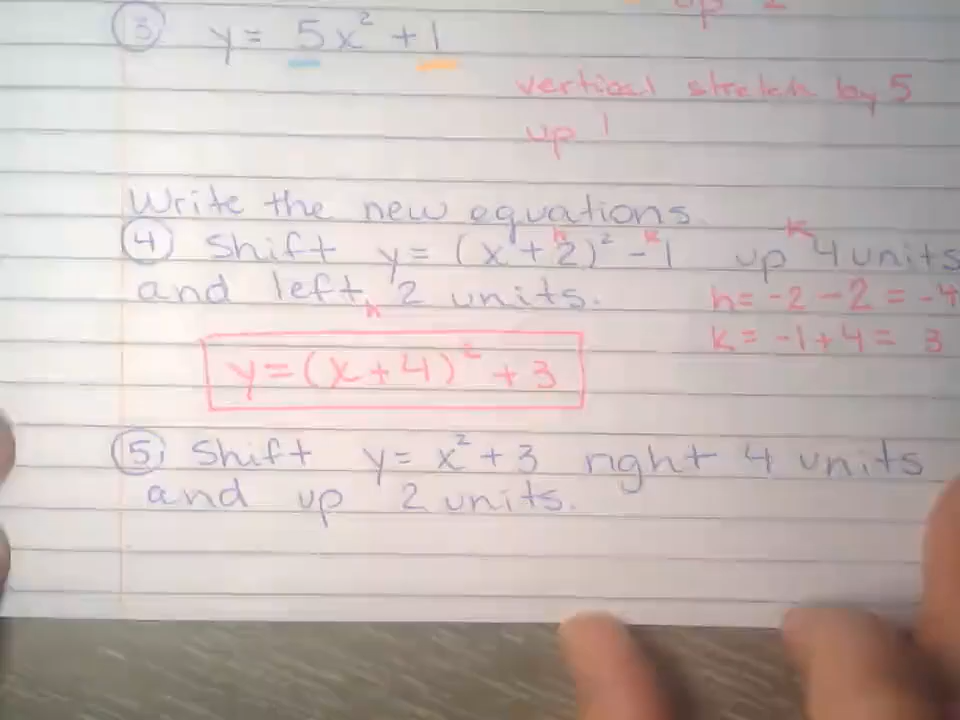 up 2
③ y = 5x² + 1
vertical stretch by 5
up 1
Write the new equations.
④ Shift y = (x + 2)² - 1 up 4 units
h k k
and left 2 units. h = -2 - 2 = -4
h
k = -1 + 4 = 3
y = (x + 4)² + 3
⑤ Shift y = x² + 3 right 4 units
and up 2 units.